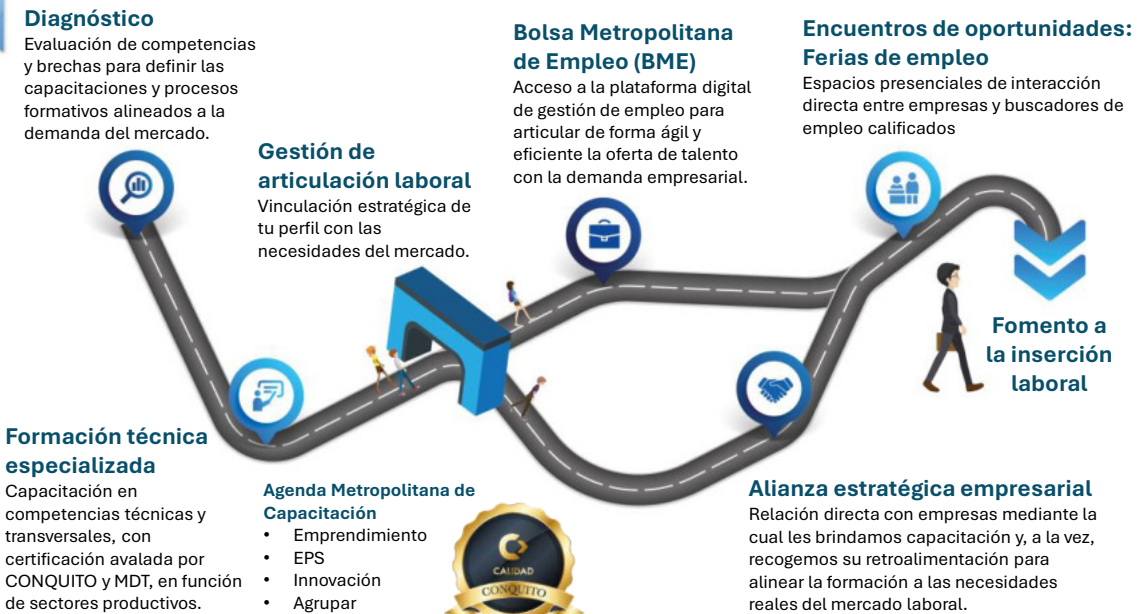 Diagnóstico
Evaluación de competencias
y brechas para definir las
capacitaciones y procesos
formativos alineados a la
demanda del mercado.
Gestión de
articulación laboral
Vinculación estratégica de
tu perfil con las
necesidades del mercado.
Bolsa Metropolitana
de Empleo (BME)
Acceso a la plataforma digital
de gestión de empleo para
articular de forma ágil y
eficiente la oferta de talento
con la demanda empresarial.
Encuentros de oportunidades:
Ferias de empleo
Espacios presenciales de interacción
directa entre empresas y buscadores de
empleo calificados
Fomento a
la inserción
laboral
Formación técnica
especializada
Capacitación en
competencias técnicas y
transversales, con
certificación avalada por
CONQUITO y MDT, en función
de sectores productivos.
Agenda Metropolitana de
Capacitación
• Emprendimiento
• EPS
• Innovación
• Agrupar
CALIDAD
CONQUITO
Alianza estratégica empresarial
Relación directa con empresas mediante la
cual les brindamos capacitación y, a la vez,
recogemos su retroalimentación para
alinear la formación a las necesidades
reales del mercado laboral.